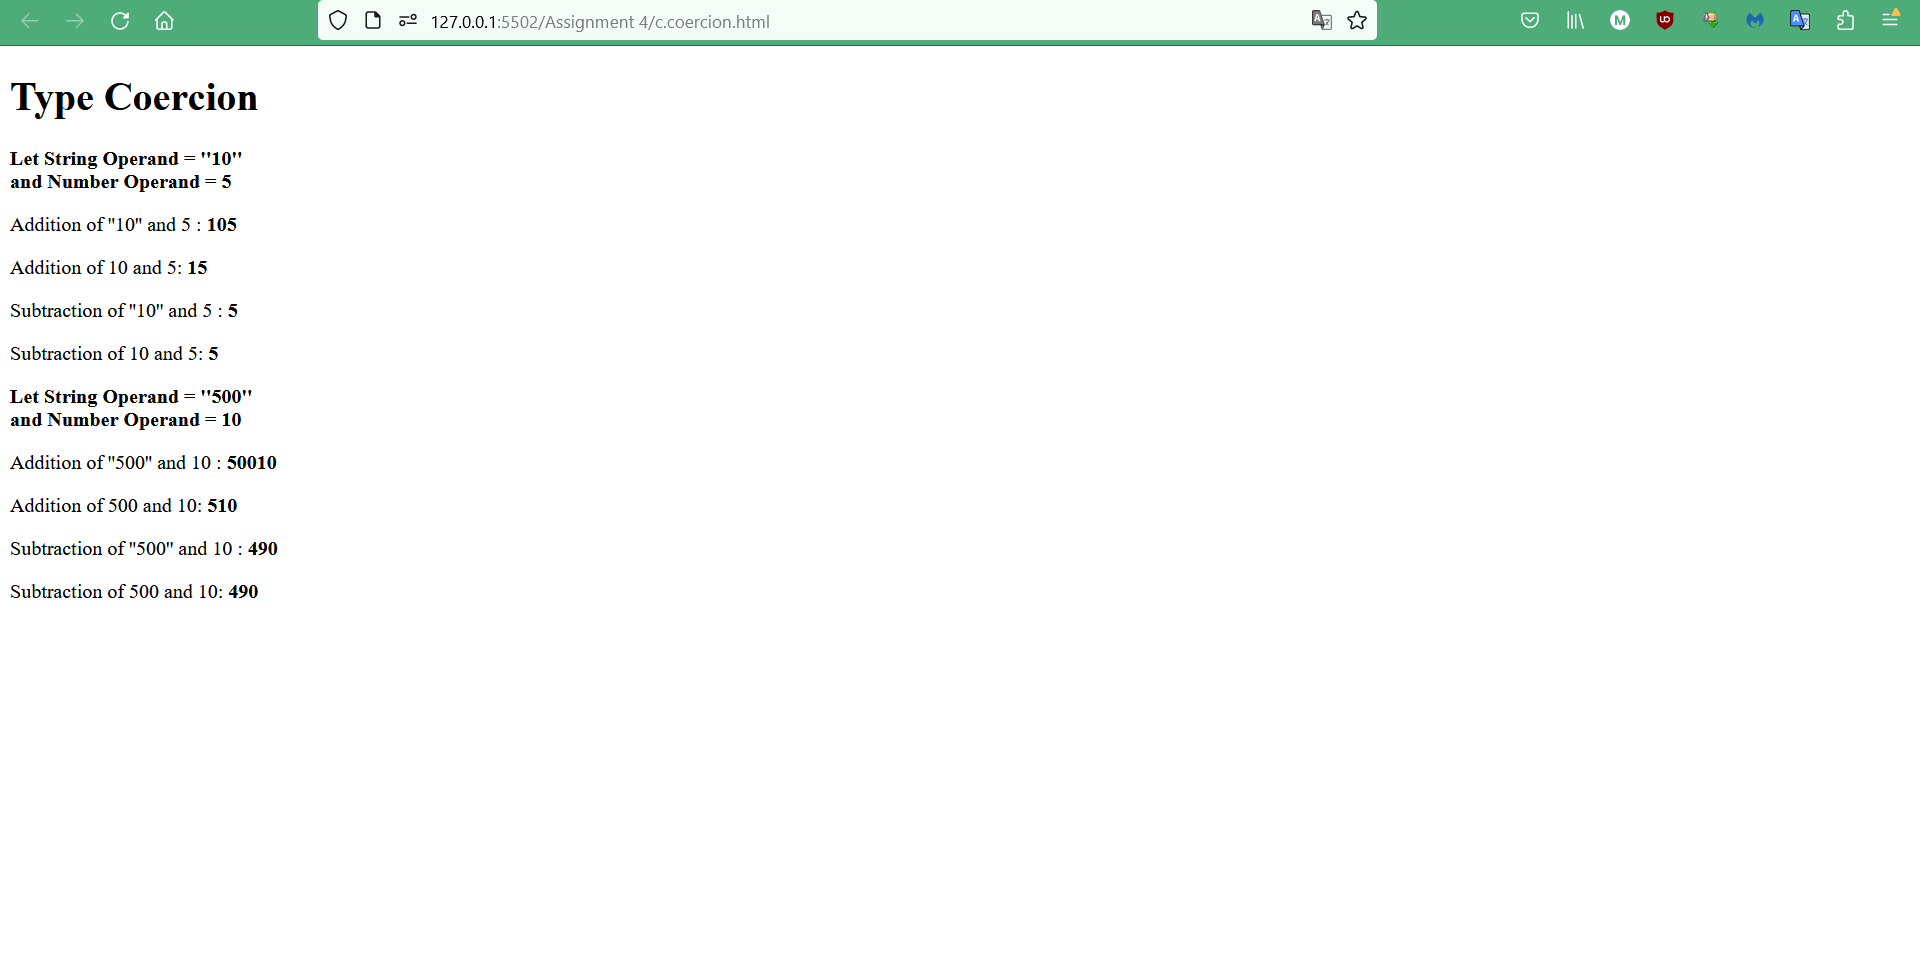 127.0.0.1:5502/Assignment 4/c.coercion.html
Type Coercion
Let String Operand = "10"
and Number Operand = 5
Addition of "10" and 5 : 105
Addition of 10 and 5: 15
Subtraction of "10" and 5 : 5
Subtraction of 10 and 5: 5
Let String Operand = "500"
and Number Operand = 10
Addition of "500" and 10 : 50010
Addition of 500 and 10: 510
Subtraction of "500" and 10 : 490
Subtraction of 500 and 10: 490